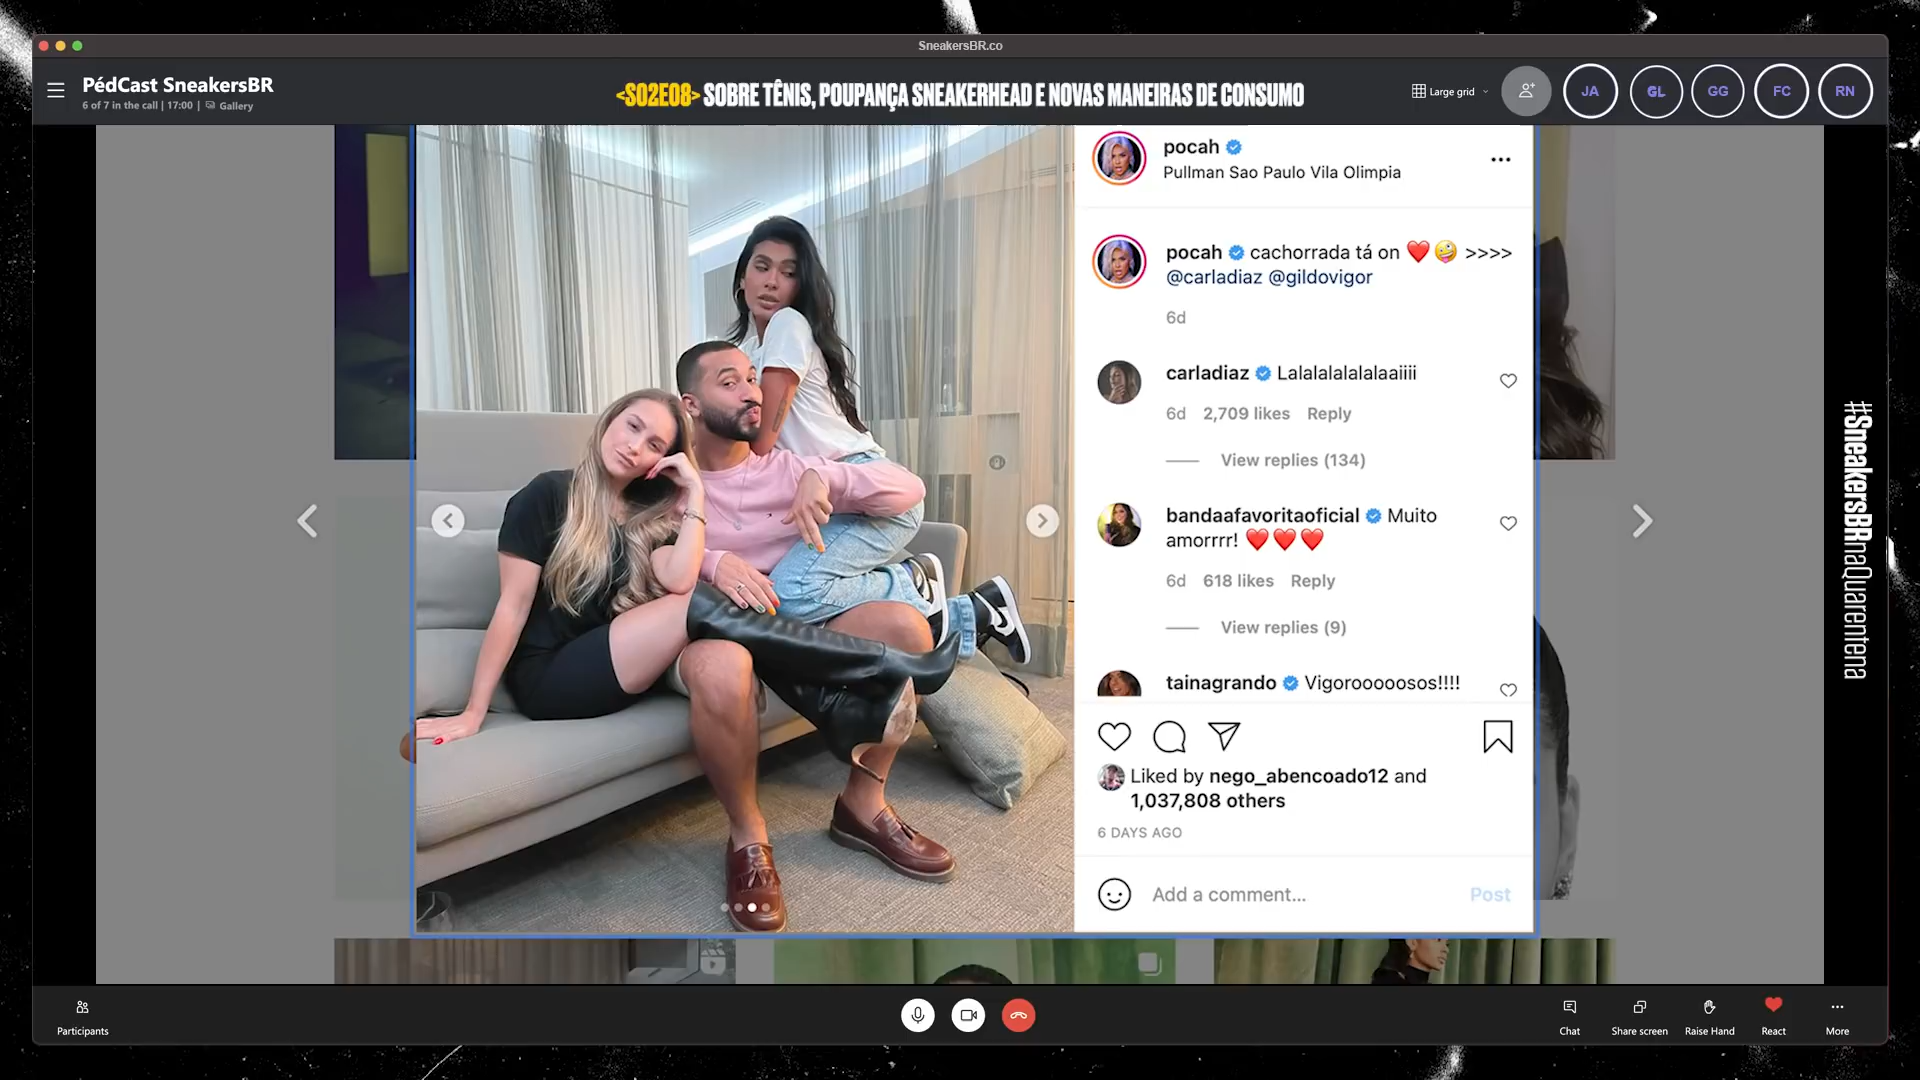 SneakersBR.co
PédCast SneakersBR
6 of 7 in the call | 17:00 | Gallery
<S02E08> SOBRE TÊNIS, POUPANÇA SNEAKERHEAD E NOVAS MANEIRAS DE CONSUMO
Large grid
JA
GL
GG
FC
RN
pocah
Pullman Sao Paulo Vila Olimpia
pocah cachorrada tá on ❤️🤪 >>>>
@carladiaz @gildovigor
6d
carladiaz Lalalalalalalaaiiii
6d 2,709 likes Reply
View replies (134)
bandaafavoritaoficial Muito
amorrrr! ❤️❤️❤️
6d 618 likes Reply
View replies (9)
tainagrando Vigorooooosos!!!!
Liked by nego_abencoado12 and
1,037,808 others
6 DAYS AGO
Add a comment... Post
#SneakersBRnaQuarentena
Participants
Chat
Share screen
Raise Hand
React
More